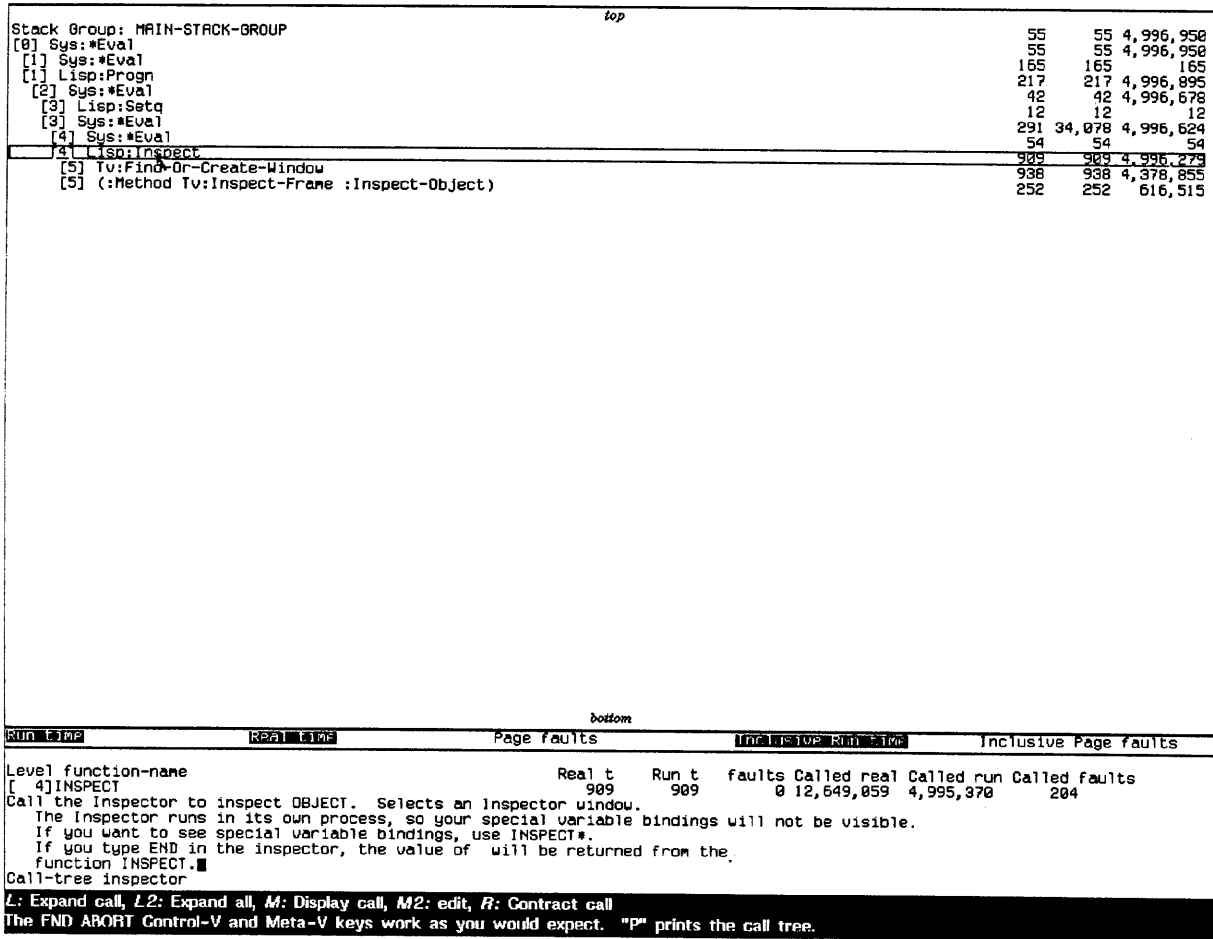 top
Stack Group: MAIN-STACK-GROUP 55 55 4,996,950
[0] Sys:*Eval 55 55 4,996,950
[1] Sys:*Eval 165 165 165
[1] Lisp:Progn 217 217 4,996,895
[2] Sys:*Eval 42 42 4,996,678
[3] Lisp:Setq 12 12 12
[3] Sys:*Eval 291 34,078 4,996,624
[4] Sys:*Eval 54 54 54
[4] Lisp:Inspect 909 909 4,996,279
[5] Tv:Find-Or-Create-Window 938 938 4,378,855
[5] (:Method Tv:Inspect-Frame :Inspect-Object) 252 252 616,515
bottom
Run time Real time Page faults Inclusive Run time Inclusive Page faults
Level function-name Real t Run t faults Called real Called run Called faults
[ 4]INSPECT 909 909 0 12,649,059 4,995,370 204
Call the Inspector to inspect OBJECT. Selects an Inspector window.
The Inspector runs in its own process, so your special variable bindings will not be visible.
If you want to see special variable bindings, use INSPECT*.
If you type END in the inspector, the value of will be returned from the
function INSPECT.
Call-tree inspector
L: Expand call, L2: Expand all, M: Display call, M2: edit, R: Contract call
The END ABORT Control-V and Meta-V keys work as you would expect. "P" prints the call tree.